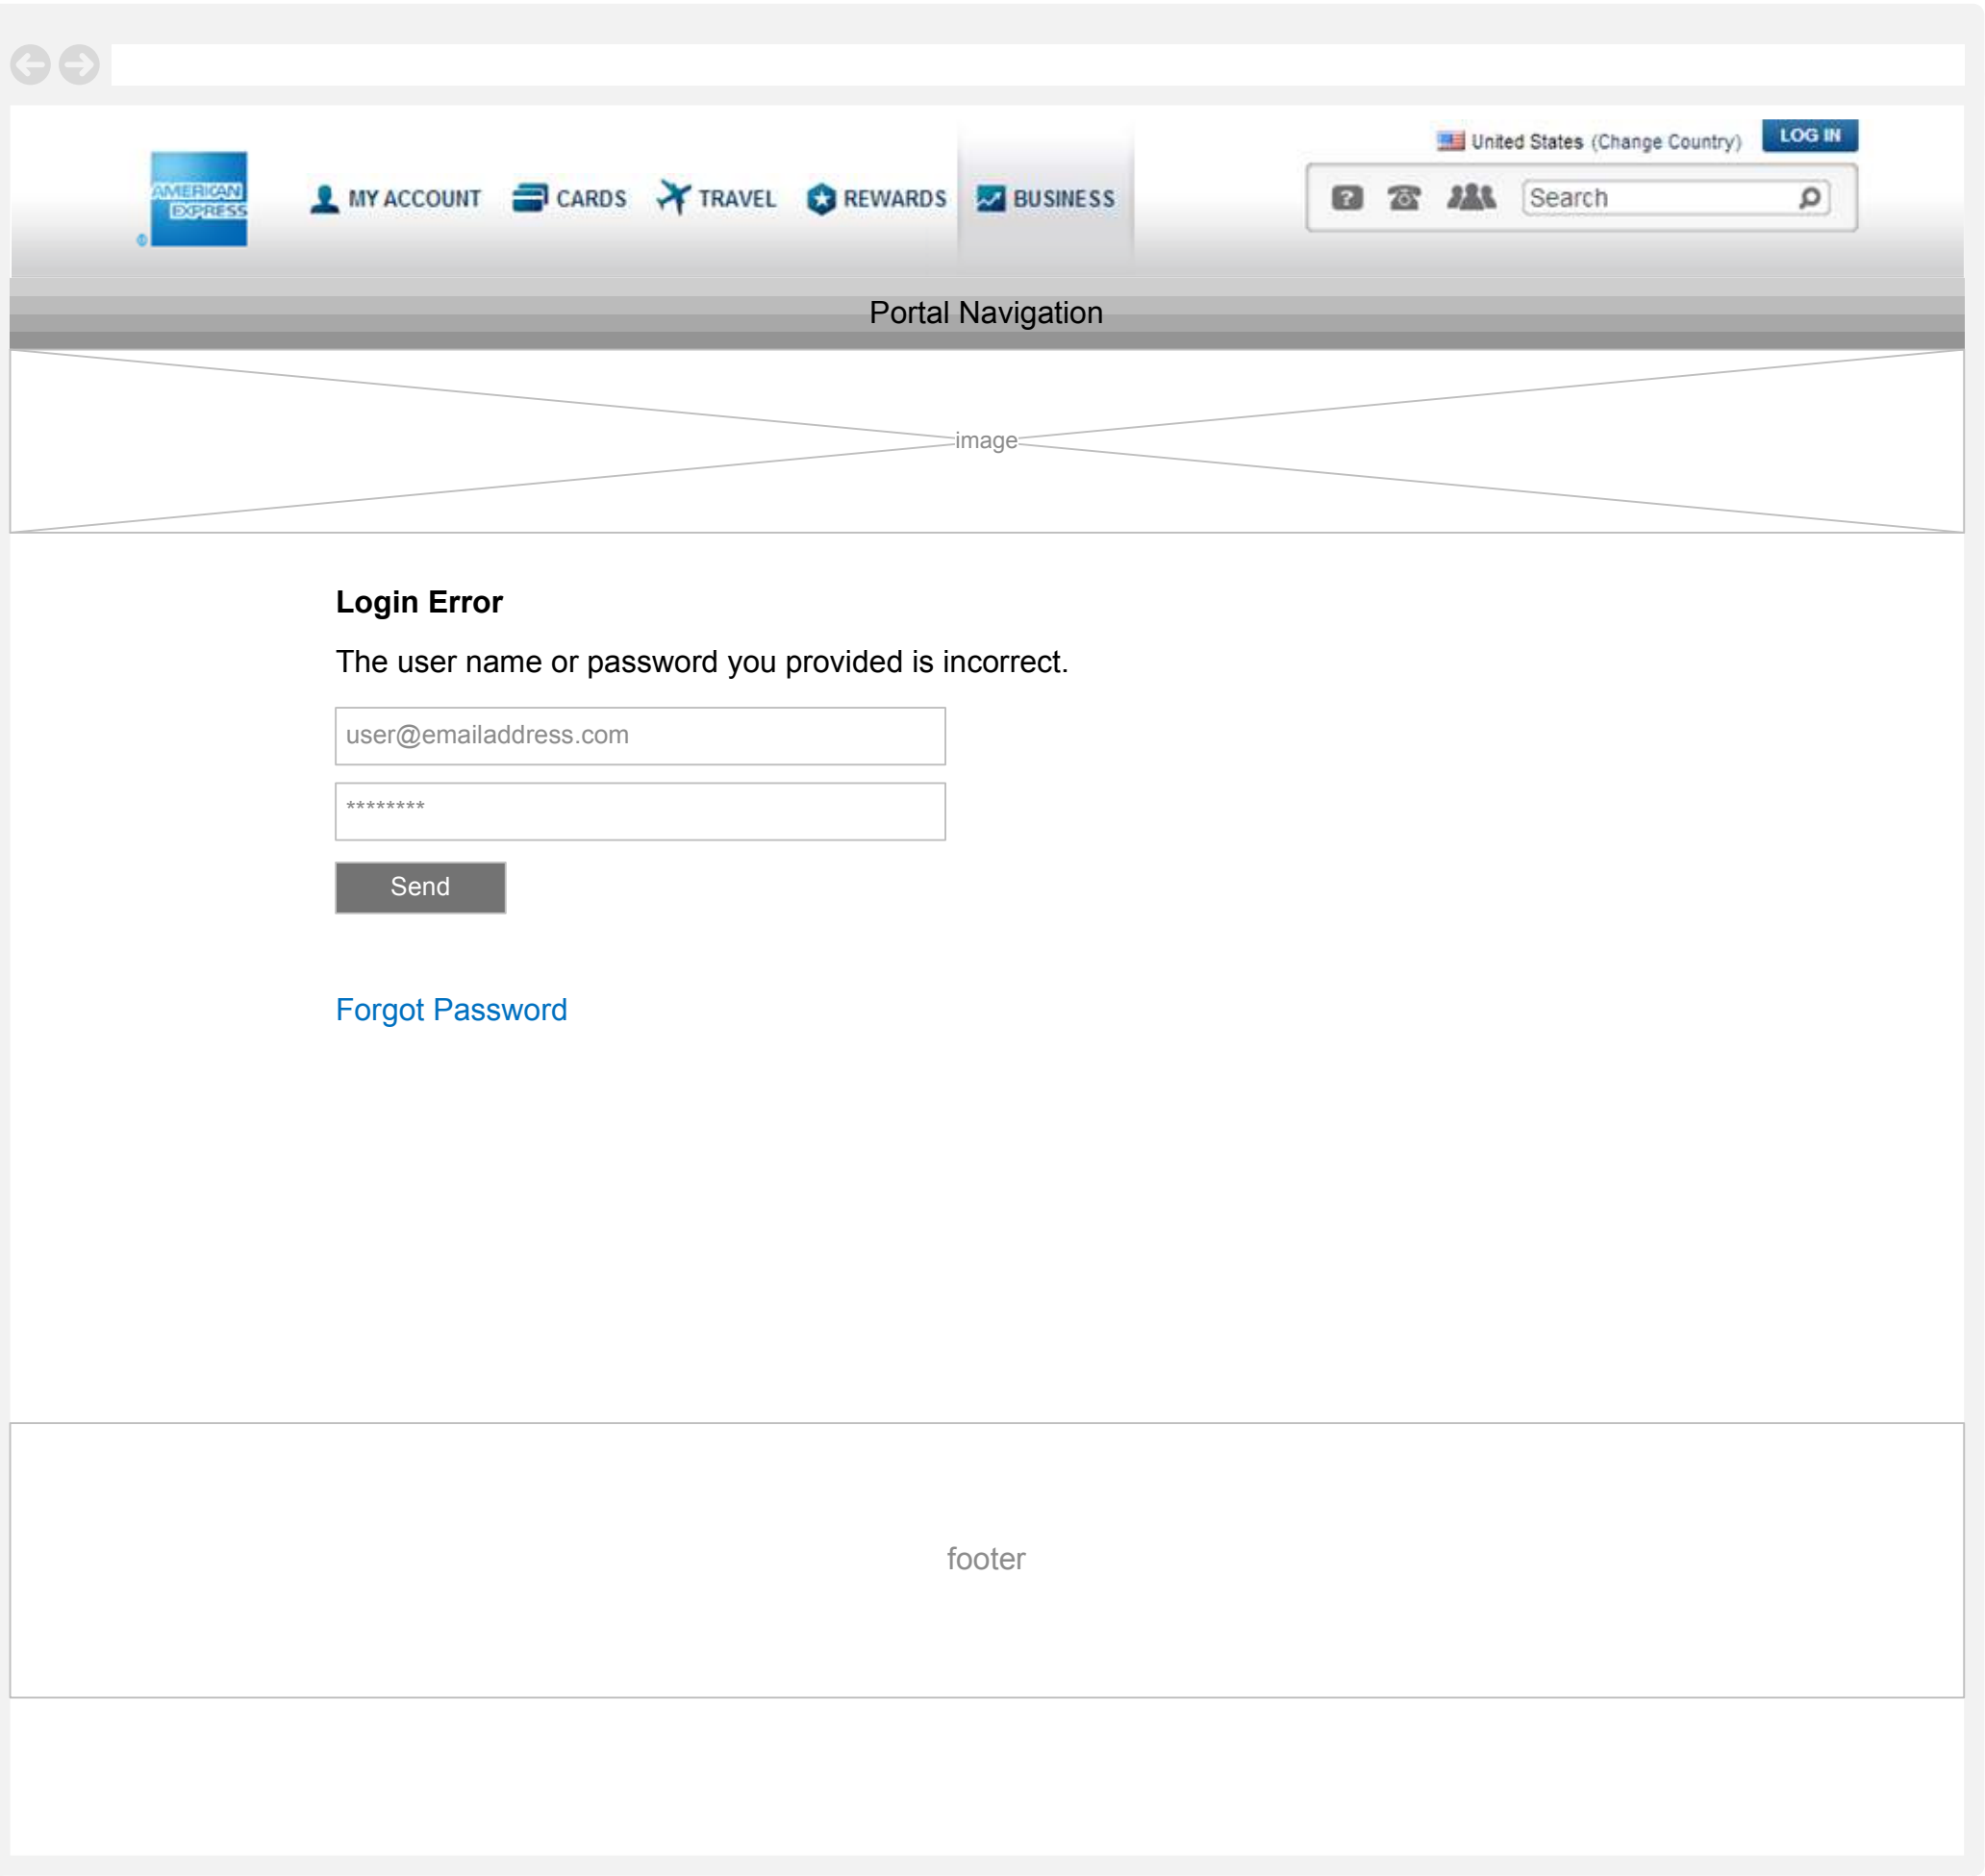 United States (Change Country) LOG IN
AMERICAN
EXPRESS
®
MY ACCOUNT CARDS TRAVEL REWARDS BUSINESS
? Search
Portal Navigation
image
Login Error
The user name or password you provided is incorrect.
user@emailaddress.com
********
Send
Forgot Password
footer